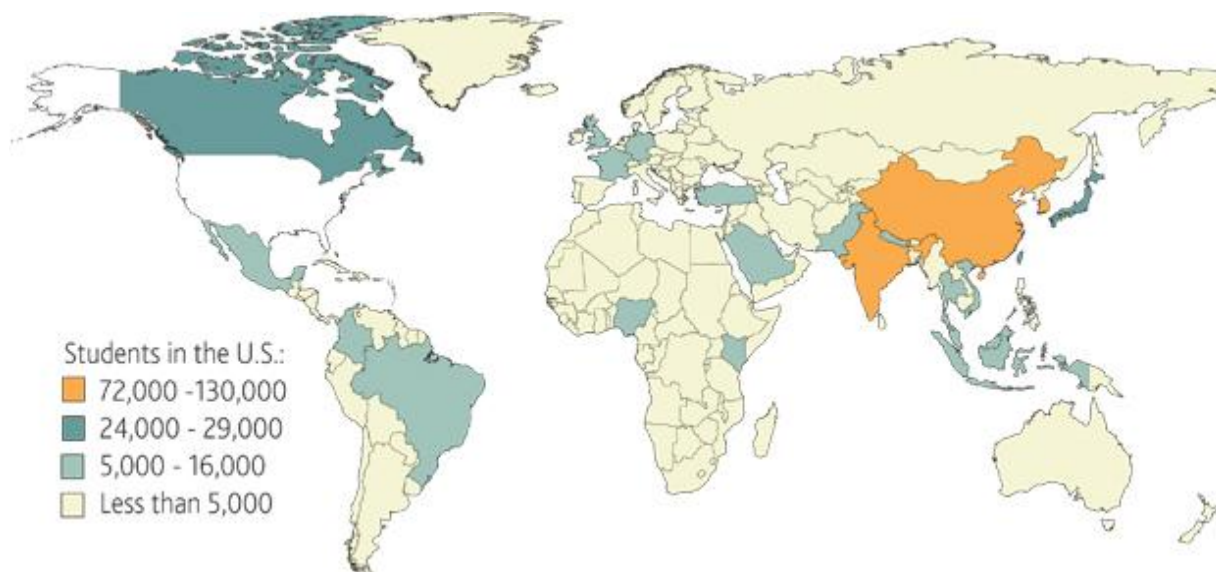 Students in the U.S.:
72,000 -130,000
24,000 - 29,000
5,000 - 16,000
Less than 5,000